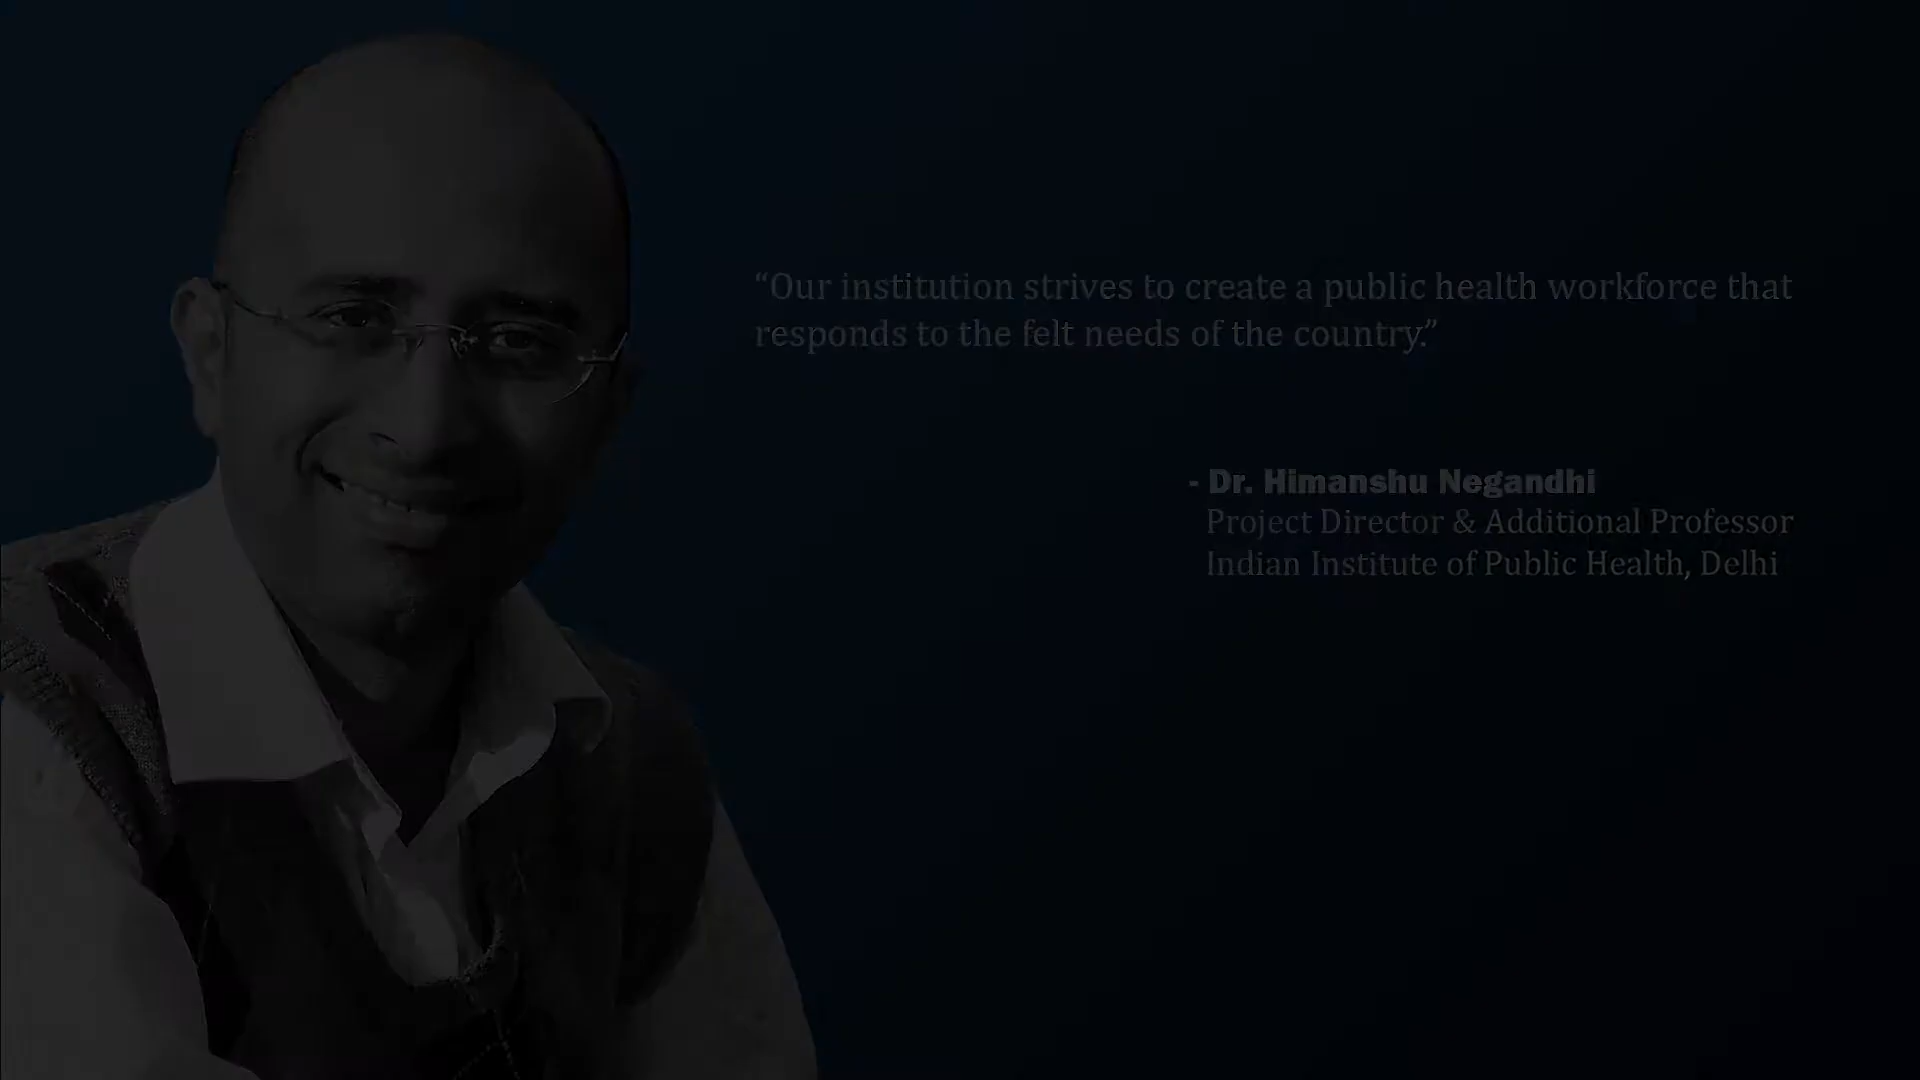 “Our institution strives to create a public health workforce that
responds to the felt needs of the country.”
- Dr. Himanshu Negandhi
Project Director & Additional Professor
Indian Institute of Public Health, Delhi